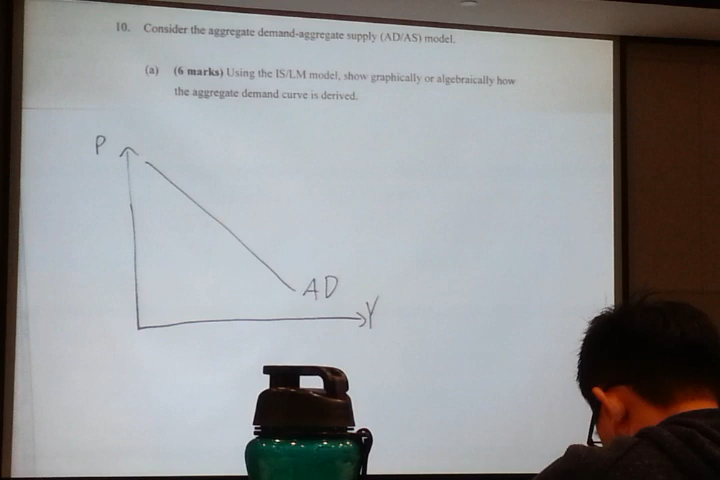 10. Consider the aggregate demand-aggregate supply (AD/AS) model.
(a) (6 marks) Using the IS/LM model, show graphically or algebraically how
the aggregate demand curve is derived.
P
AD
Y